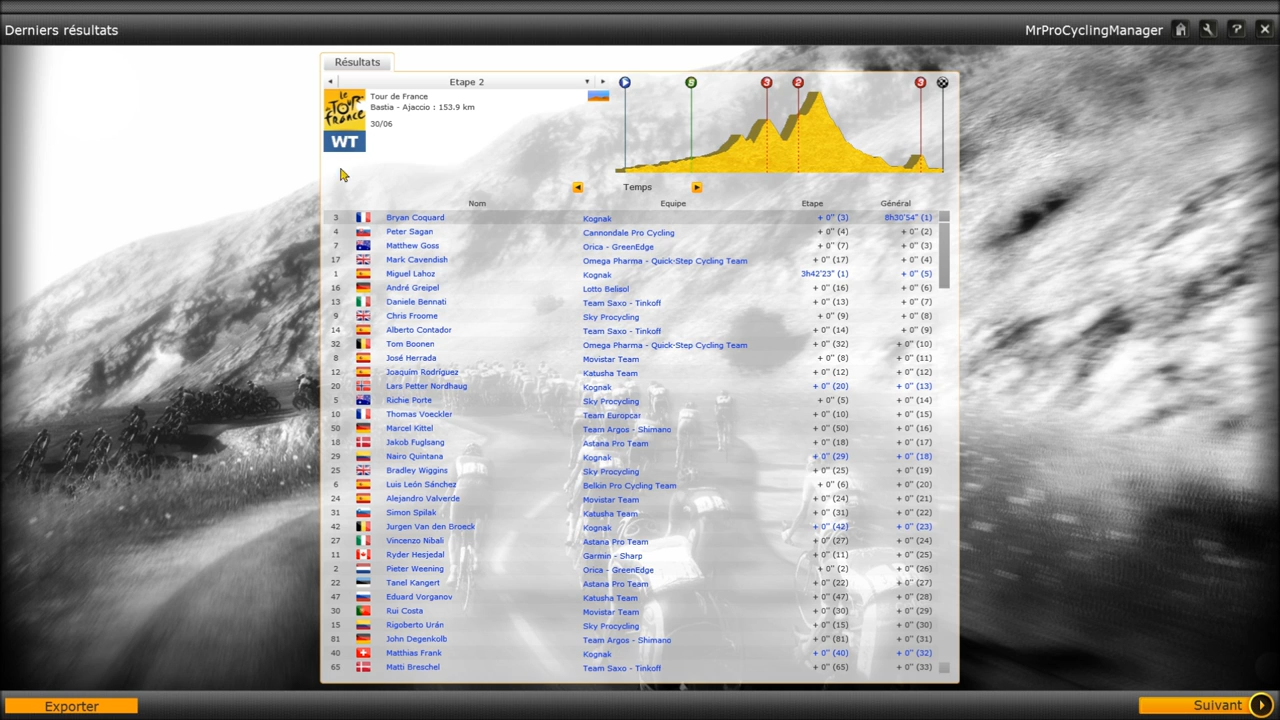 Derniers résultats
MrProCyclingManager ?
Résultats
Etape 2
le TOUR de france
Tour de France
Bastia - Ajaccio : 153.9 km
30/06
WT
S 3 2 3
Temps
Nom Equipe Etape Général
3 Bryan Coquard Kognak + 0'' (3) 8h30'54'' (1)
4 Peter Sagan Cannondale Pro Cycling + 0'' (4) + 0'' (2)
7 Matthew Goss Orica - GreenEdge + 0'' (7) + 0'' (3)
17 Mark Cavendish Omega Pharma - Quick-Step Cycling Team + 0'' (17) + 0'' (4)
1 Miguel Lahoz Kognak 3h42'23'' (1) + 0'' (5)
16 André Greipel Lotto Belisol + 0'' (16) + 0'' (6)
13 Daniele Bennati Team Saxo - Tinkoff + 0'' (13) + 0'' (7)
9 Chris Froome Sky Procycling + 0'' (9) + 0'' (8)
14 Alberto Contador Team Saxo - Tinkoff + 0'' (14) + 0'' (9)
32 Tom Boonen Omega Pharma - Quick-Step Cycling Team + 0'' (32) + 0'' (10)
8 José Herrada Movistar Team + 0'' (8) + 0'' (11)
12 Joaquim Rodríguez Katusha Team + 0'' (12) + 0'' (12)
20 Lars Petter Nordhaug Kognak + 0'' (20) + 0'' (13)
5 Richie Porte Sky Procycling + 0'' (5) + 0'' (14)
10 Thomas Voeckler Team Europcar + 0'' (10) + 0'' (15)
50 Marcel Kittel Team Argos - Shimano + 0'' (50) + 0'' (16)
18 Jakob Fuglsang Astana Pro Team + 0'' (18) + 0'' (17)
29 Nairo Quintana Kognak + 0'' (29) + 0'' (18)
25 Bradley Wiggins Sky Procycling + 0'' (25) + 0'' (19)
6 Luis León Sánchez Belkin Pro Cycling Team + 0'' (6) + 0'' (20)
24 Alejandro Valverde Movistar Team + 0'' (24) + 0'' (21)
31 Simon Spilak Katusha Team + 0'' (31) + 0'' (22)
42 Jurgen Van den Broeck Kognak + 0'' (42) + 0'' (23)
27 Vincenzo Nibali Astana Pro Team + 0'' (27) + 0'' (24)
11 Ryder Hesjedal Garmin - Sharp + 0'' (11) + 0'' (25)
2 Pieter Weening Orica - GreenEdge + 0'' (2) + 0'' (26)
22 Tanel Kangert Astana Pro Team + 0'' (22) + 0'' (27)
47 Eduard Vorganov Katusha Team + 0'' (47) + 0'' (28)
30 Rui Costa Movistar Team + 0'' (30) + 0'' (29)
15 Rigoberto Urán Sky Procycling + 0'' (15) + 0'' (30)
81 John Degenkolb Team Argos - Shimano + 0'' (81) + 0'' (31)
40 Matthias Frank Kognak + 0'' (40) + 0'' (32)
65 Matti Breschel Team Saxo - Tinkoff + 0'' (65) + 0'' (33)
Exporter
Suivant